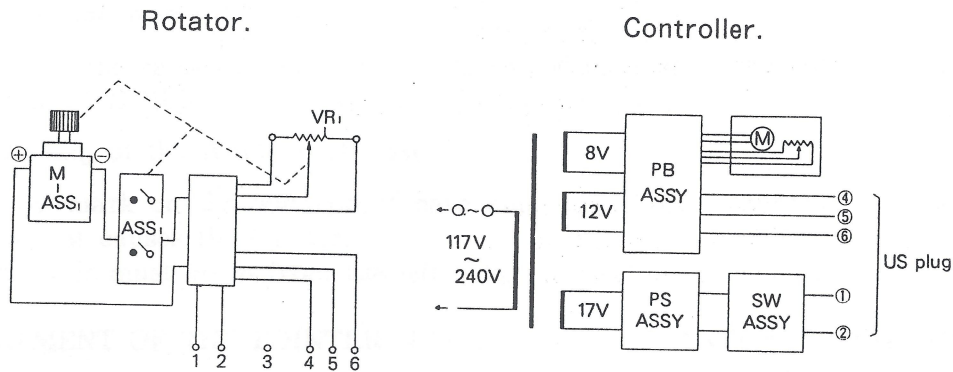 Rotator.
Controller.
VR₁
⊕
⊖
M
ASS₁
ASS
1 2 3 4 5 6
117V
~
240V
8V
12V
17V
PB
ASSY
M
④
⑤
⑥
US plug
PS
ASSY
SW
ASSY
①
②